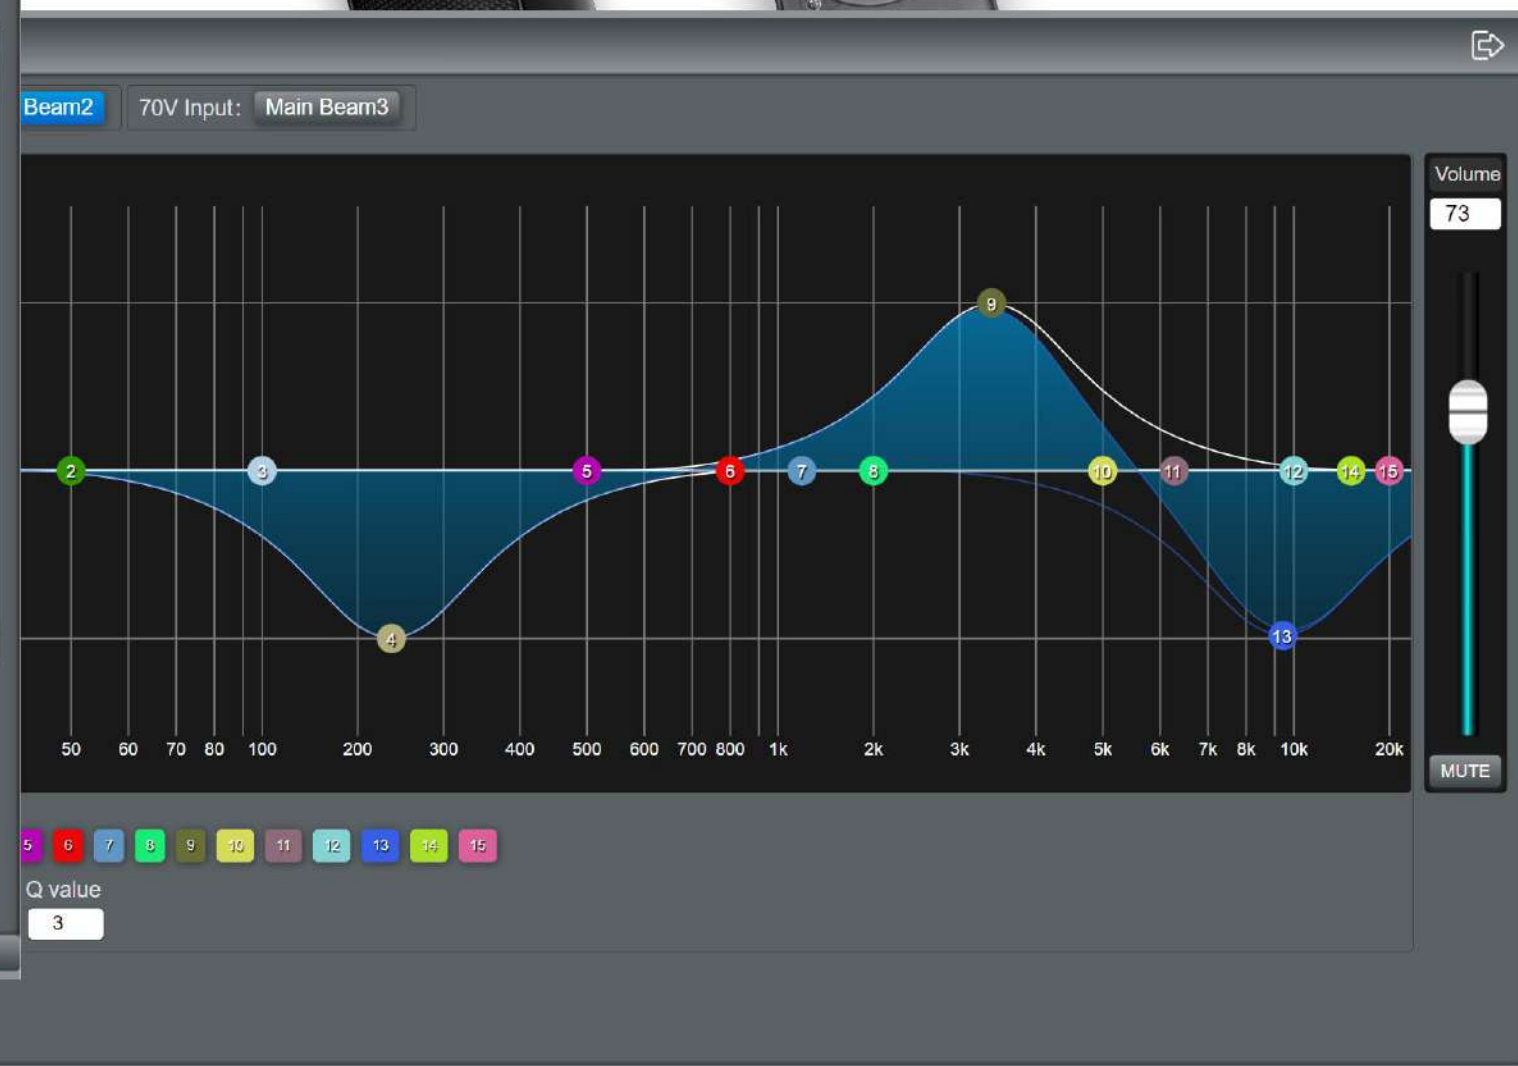 Beam2 70V Input: Main Beam3
Volume
73
9
2 3 5 6 7 8 10 11 12 14 15
4 13
50 60 70 80 100 200 300 400 500 600 700 800 1k 2k 3k 4k 5k 6k 7k 8k 10k 20k
MUTE
5 6 7 8 9 10 11 12 13 14 15
Q value
3